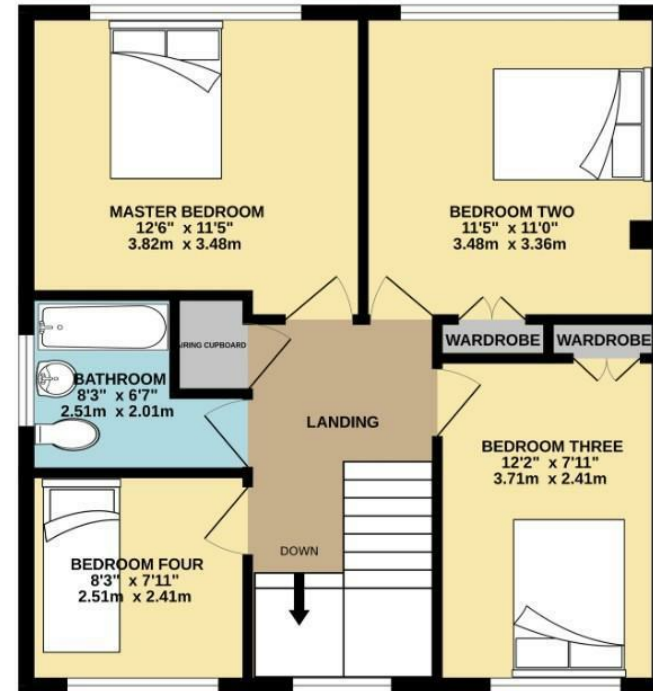 MASTER BEDROOM
12'6" x 11'5"
3.82m x 3.48m
BEDROOM TWO
11'5" x 11'0"
3.48m x 3.36m
IRING CUPBOARD
WARDROBE
WARDROBE
BATHROOM
8'3" x 6'7"
2.51m x 2.01m
LANDING
BEDROOM THREE
12'2" x 7'11"
3.71m x 2.41m
DOWN
BEDROOM FOUR
8'3" x 7'11"
2.51m x 2.41m